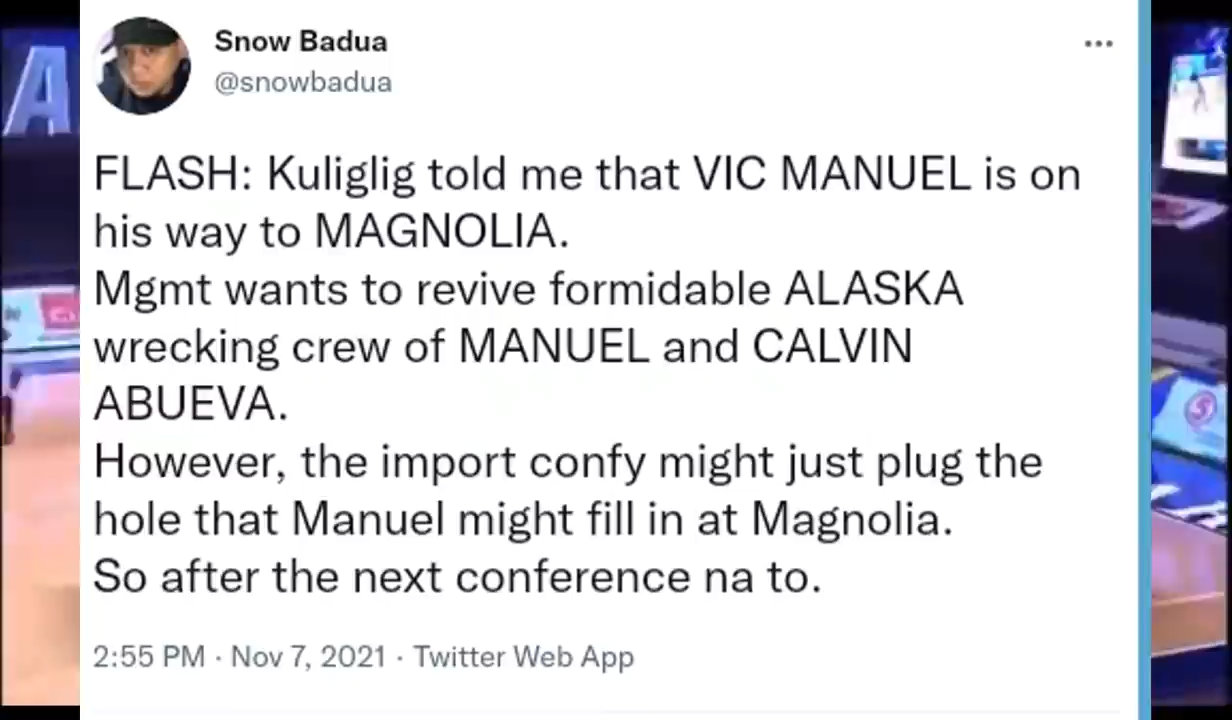 Snow Badua
@snowbadua
FLASH: Kuliglig told me that VIC MANUEL is on
his way to MAGNOLIA.
Mgmt wants to revive formidable ALASKA
wrecking crew of MANUEL and CALVIN
ABUEVA.
However, the import confy might just plug the
hole that Manuel might fill in at Magnolia.
So after the next conference na to.
2:55 PM · Nov 7, 2021 · Twitter Web App
A